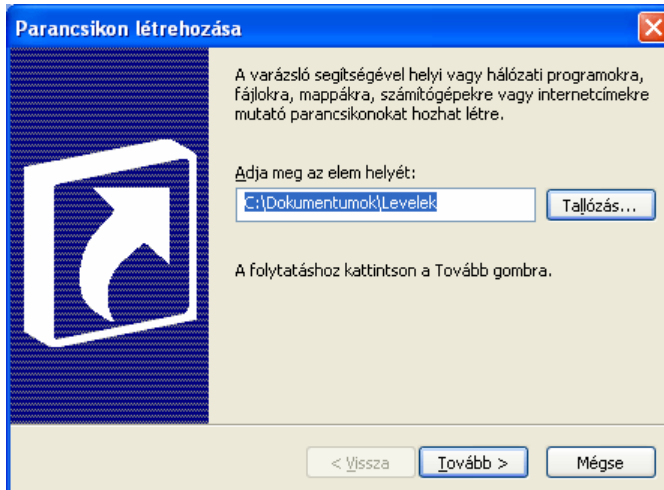 Parancsikon létrehozása
A varázsló segítségével helyi vagy hálózati programokra,
fájlokra, mappákra, számítógépekre vagy internetcímekre
mutató parancsikonokat hozhat létre.
Adja meg az elem helyét:
C:\Dokumentumok\Levelek
Tallózás...
A folytatáshoz kattintson a Tovább gombra.
< Vissza
Tovább >
Mégse